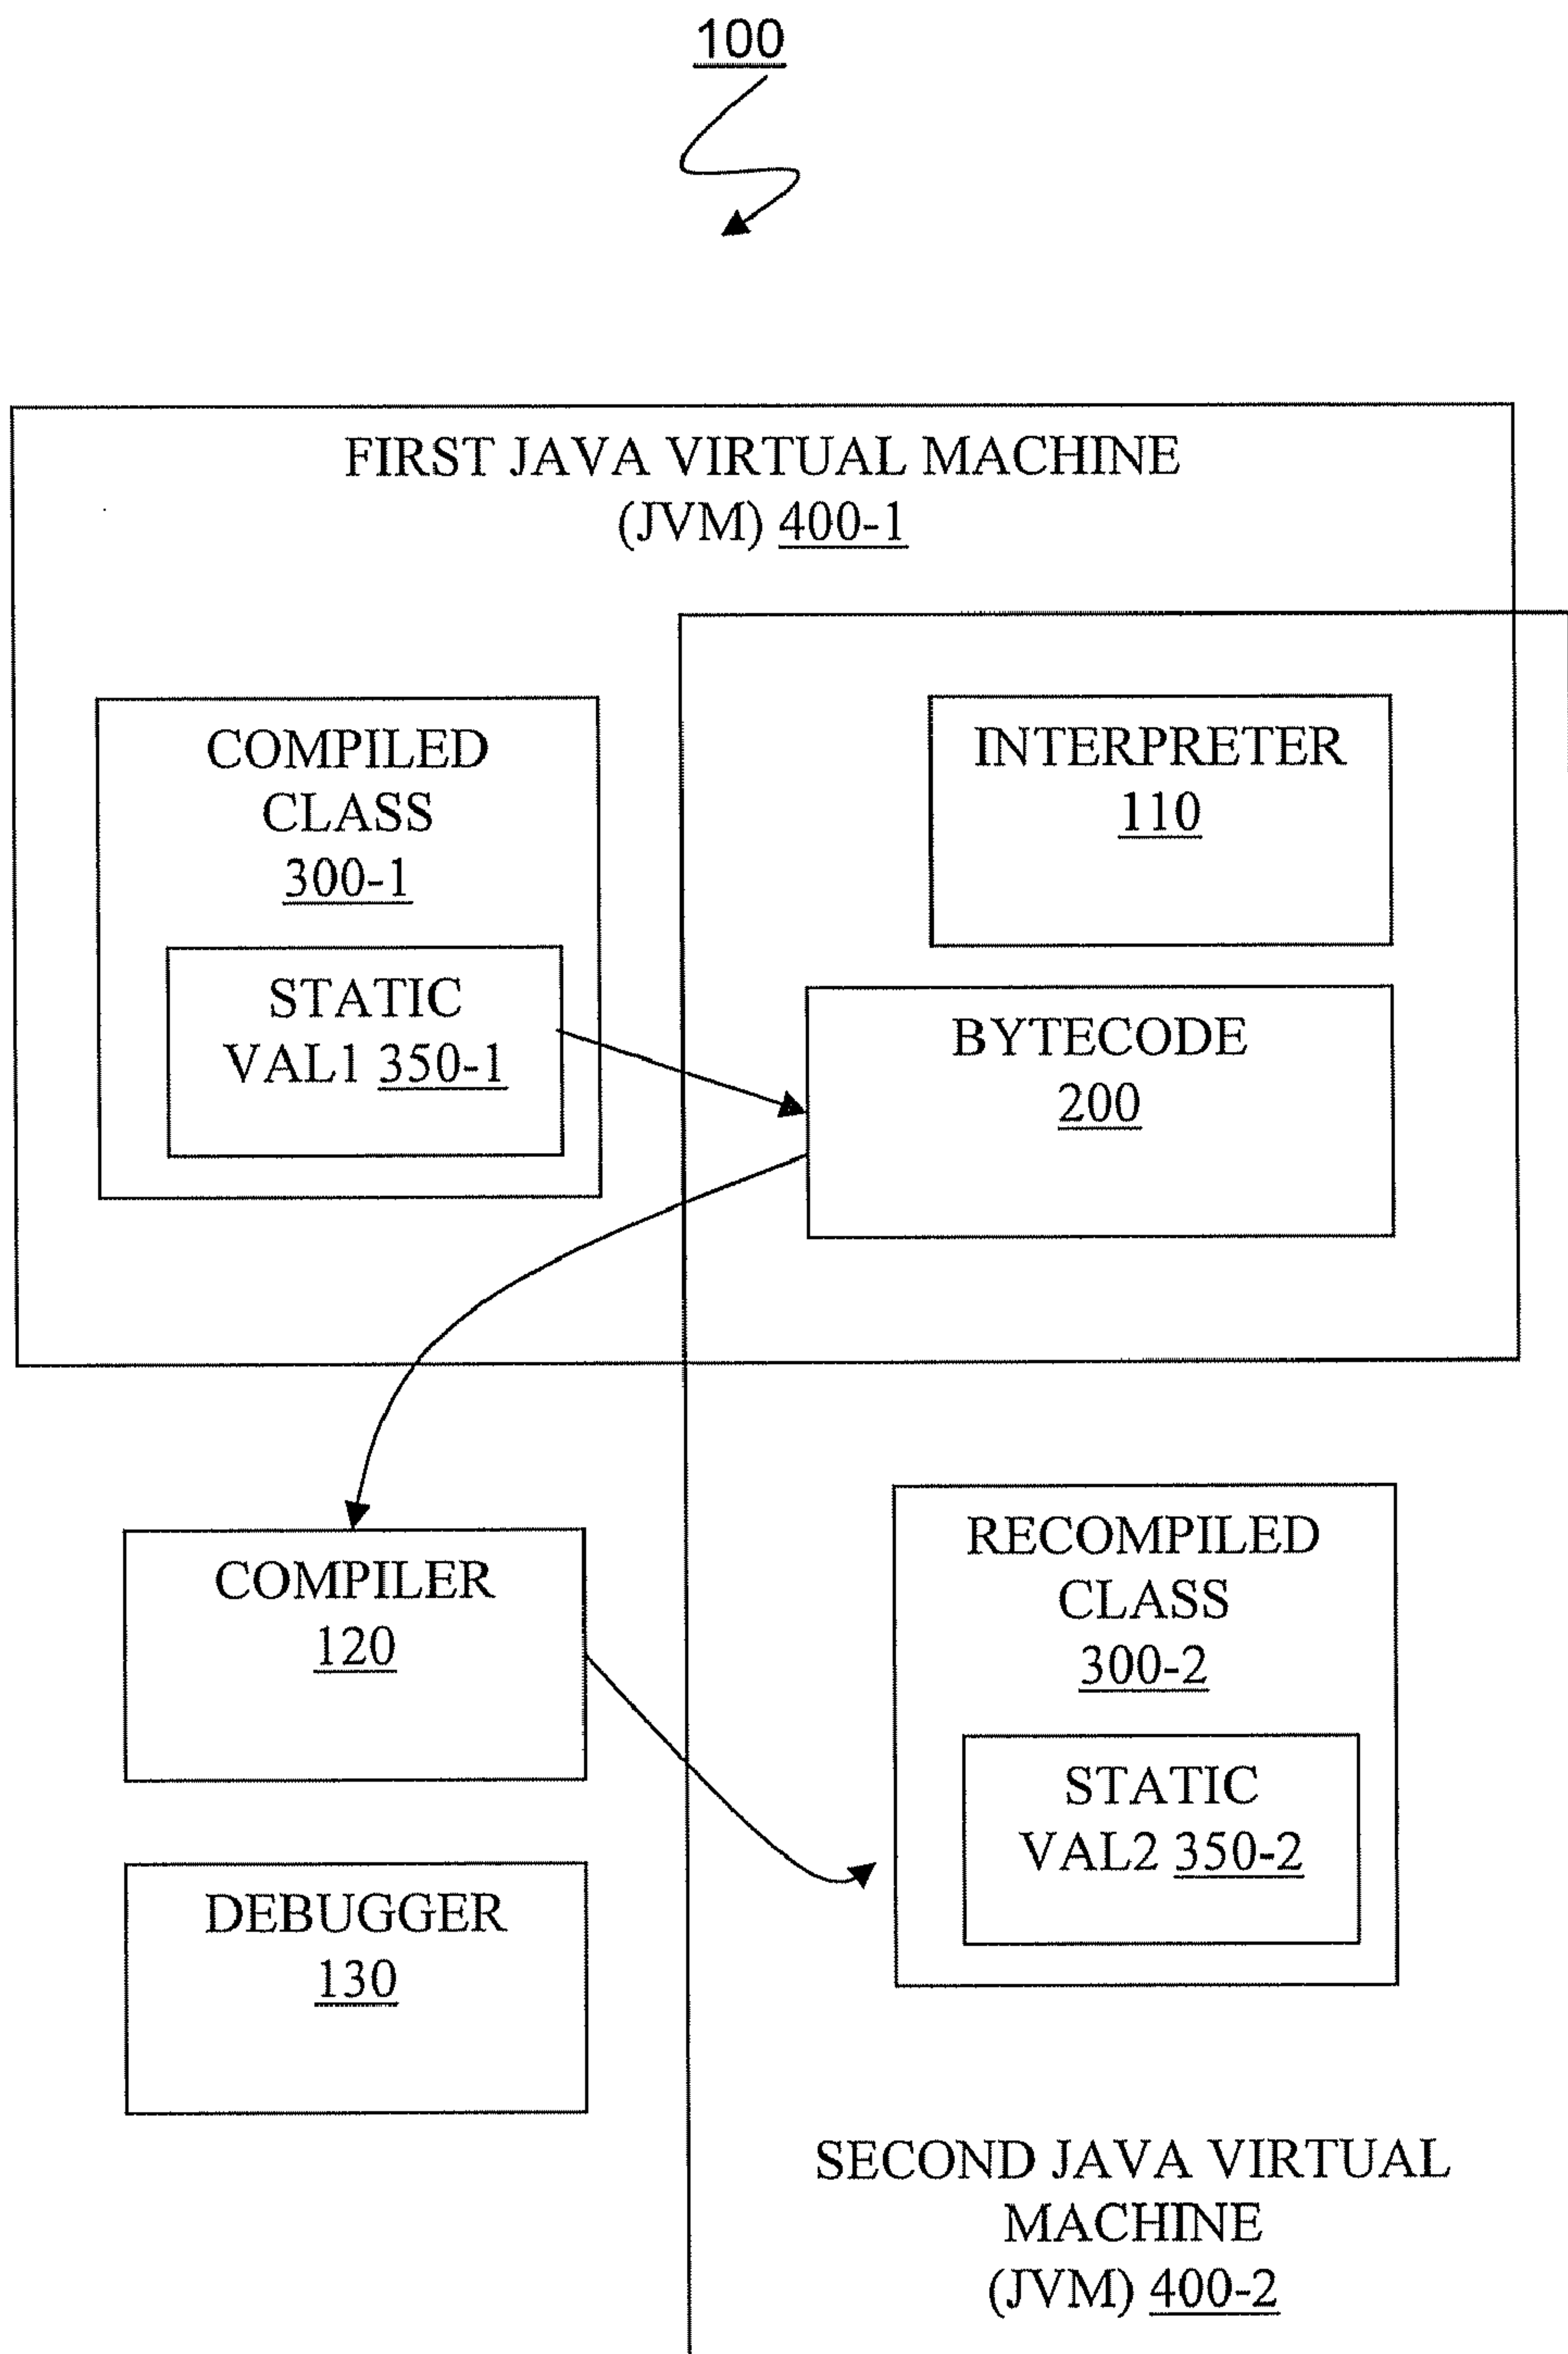 100
FIRST JAVA VIRTUAL MACHINE
(JVM) 400-1
COMPILED
CLASS
300-1
STATIC
VAL1 350-1
INTERPRETER
110
BYTECODE
200
COMPILER
120
DEBUGGER
130
RECOMPILED
CLASS
300-2
STATIC
VAL2 350-2
SECOND JAVA VIRTUAL
MACHINE
(JVM) 400-2